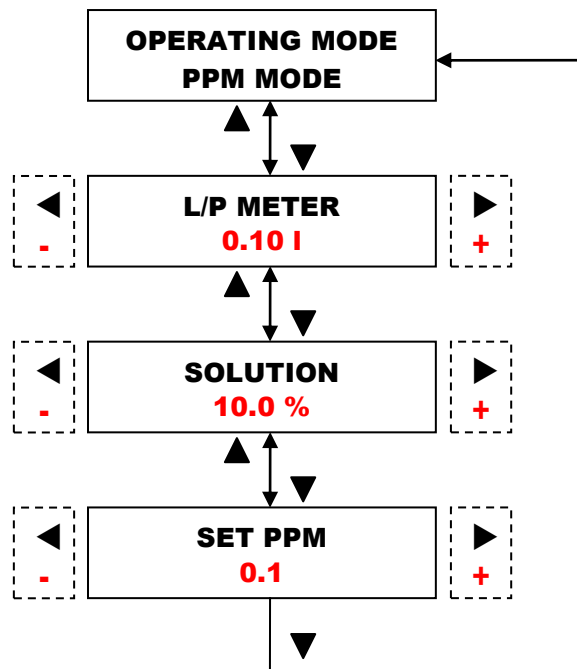 OPERATING MODE
PPM MODE
L/P METER
0.10 l
-
+
SOLUTION
10.0 %
-
+
SET PPM
0.1
-
+